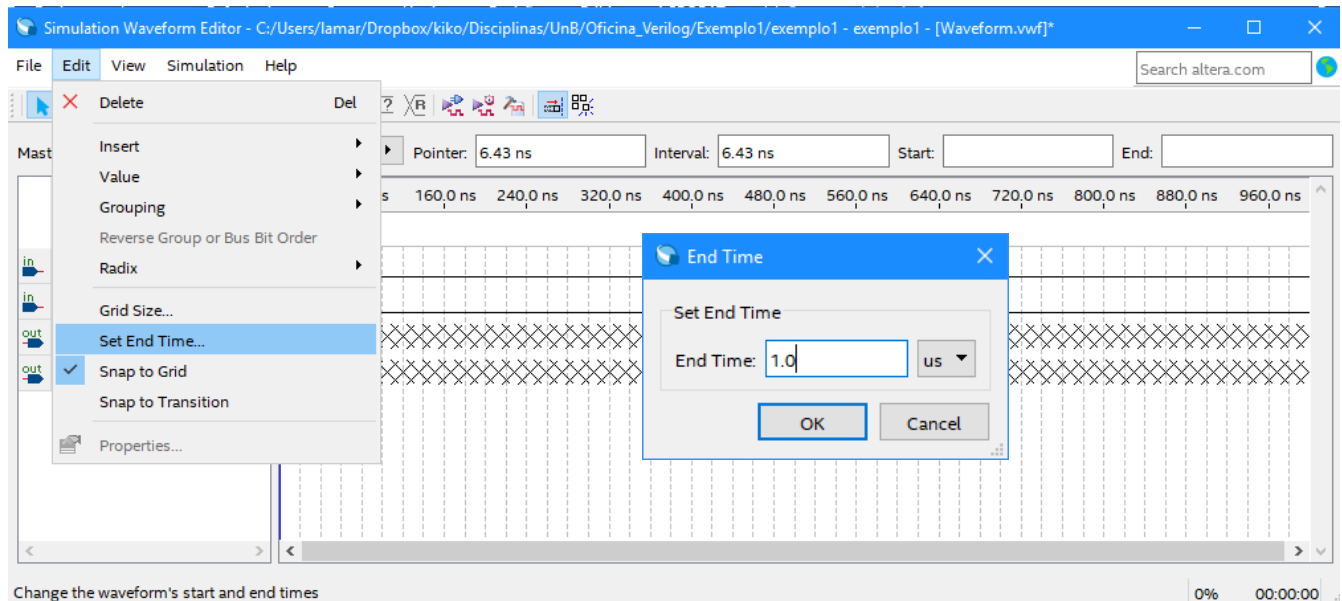 Simulation Waveform Editor - C:/Users/lamar/Dropbox/kiko/Disciplinas/UnB/Oficina_Verilog/Exemplo1/exemplo1 - exemplo1 - [Waveform.vwf]*
File Edit View Simulation Help
Search altera.com
Delete Del
Insert
Mast
Pointer: 6.43 ns Interval: 6.43 ns Start: End:
Value
Grouping
s 160.0 ns 240.0 ns 320.0 ns 400.0 ns 480.0 ns 560.0 ns 640.0 ns 720.0 ns 800.0 ns 880.0 ns 960.0 ns
Reverse Group or Bus Bit Order
Radix
Grid Size...
Set End Time...
Snap to Grid
Snap to Transition
Properties...
in
in
out
out
End Time
Set End Time
End Time: 1.0 us
OK Cancel
Change the waveform's start and end times
0% 00:00:00